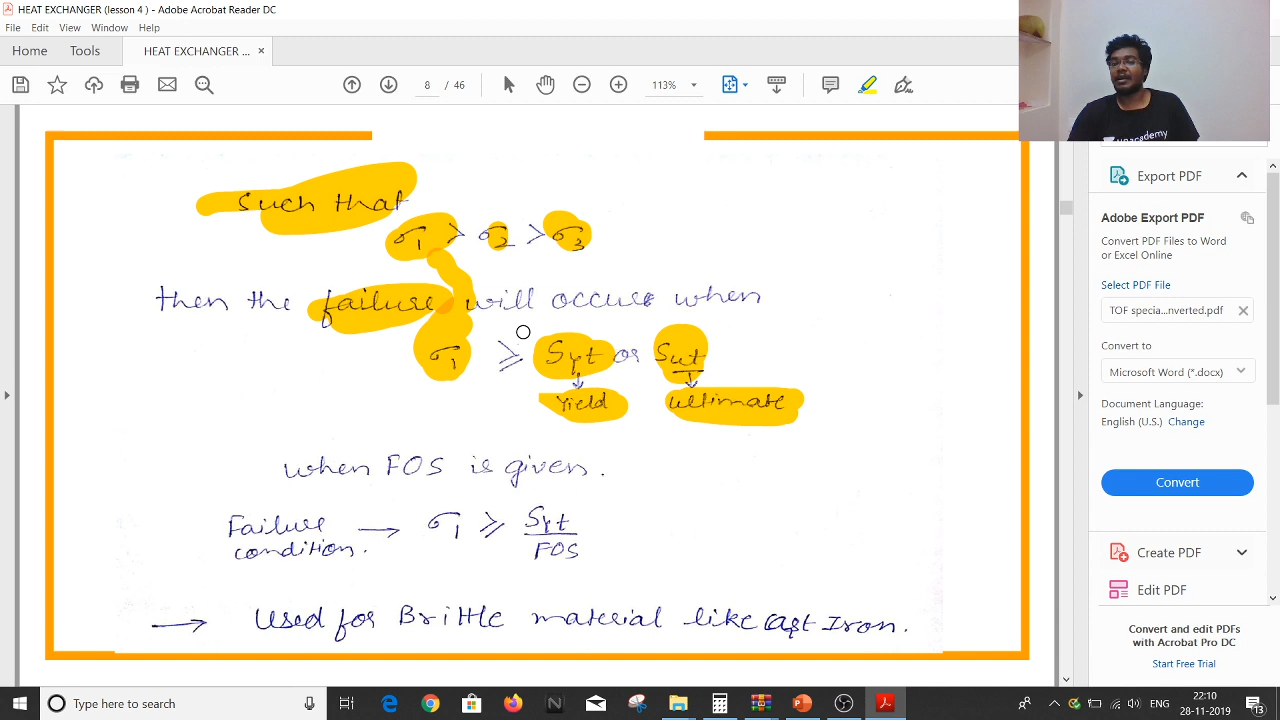 HEAT EXCHANGER (lesson 4 ) - Adobe Acrobat Reader DC
File Edit View Window Help
Home Tools HEAT EXCHANGER ... ×
8 / 46 113%
unacademy
Such that
σ1 > σ2 > σ3
then the failure will occur when
σ1 ⩾ Syt or Sut
Yield ultimate
when FOS is given.
Failure condition. → σ1 ⩾ Syt/FOS
→ Used for Brittle material like Cast Iron.
Export PDF
Adobe Export PDF
Convert PDF Files to Word
or Excel Online
Select PDF File
TOF specia...nverted.pdf
Convert to
Microsoft Word (*.docx)
Document Language:
English (U.S.) Change
Convert
Create PDF
Edit PDF
Convert and edit PDFs
with Acrobat Pro DC
Start Free Trial
Type here to search
22:10
28-11-2019
13